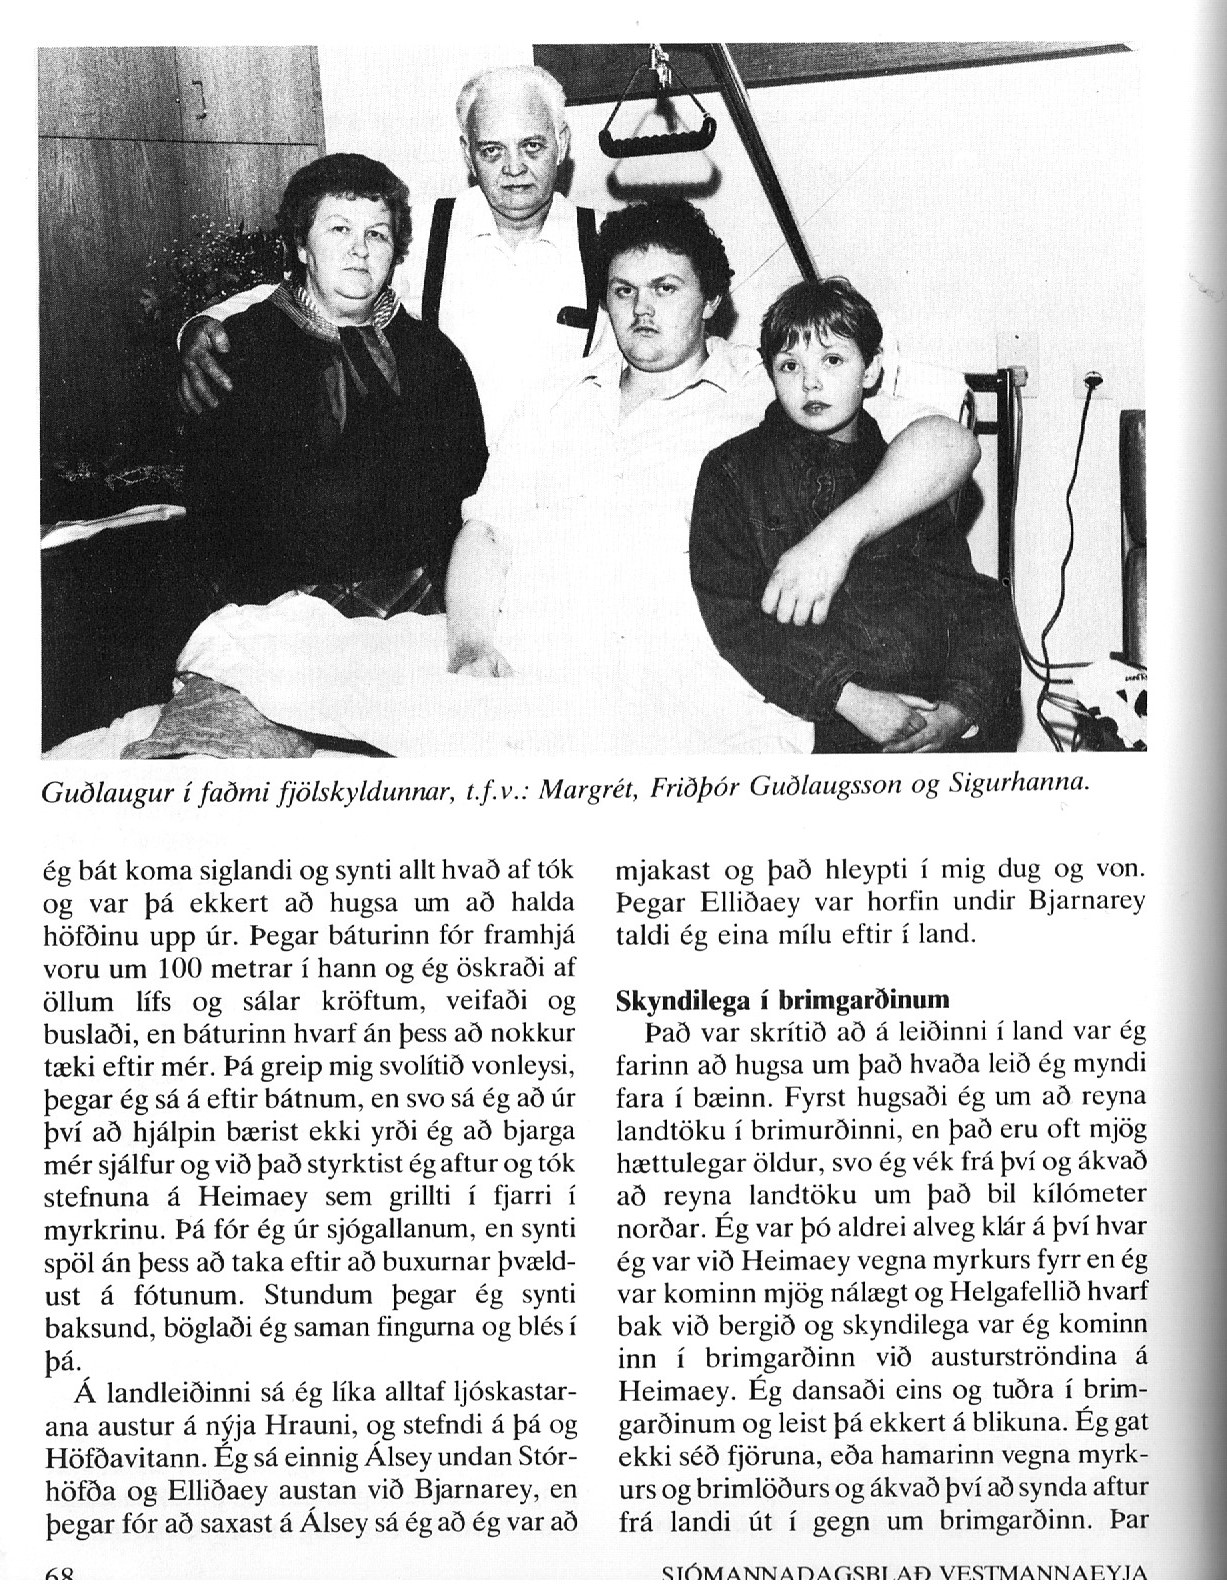 Guðlaugur í faðmi fjölskyldunnar, t.f.v.: Margrét, Friðþór Guðlaugsson og Sigurhanna.
ég bát koma siglandi og synti allt hvað af tók
og var þá ekkert að hugsa um að halda
höfðinu upp úr. Þegar báturinn fór framhjá
voru um 100 metrar í hann og ég öskraði af
öllum lífs og sálar kröftum, veifaði og
buslaði, en báturinn hvarf án þess að nokkur
tæki eftir mér. Þá greip mig svolítið vonleysi,
þegar ég sá á eftir bátnum, en svo sá ég að úr
því að hjálpin bærist ekki yrði ég að bjarga
mér sjálfur og við það styrktist ég aftur og tók
stefnuna á Heimaey sem grillti í fjarri í
myrkrinu. Þá fór ég úr sjógallanum, en synti
spöl án þess að taka eftir að buxurnar þvæld-
ust á fótunum. Stundum þegar ég synti
baksund, böglaði ég saman fingurna og blés í
þá.
Á landleiðinni sá ég líka alltaf ljóskastar-
ana austur á nýja Hrauni, og stefndi á þá og
Höfðavitann. Ég sá einnig Álsey undan Stór-
höfða og Elliðaey austan við Bjarnarey, en
þegar fór að saxast á Álsey sá ég að ég var að
mjakast og það hleypti í mig dug og von.
Þegar Elliðaey var horfin undir Bjarnarey
taldi ég eina mílu eftir í land.
Skyndilega í brimgarðinum
Það var skrítið að á leiðinni í land var ég
farinn að hugsa um það hvaða leið ég myndi
fara í bæinn. Fyrst hugsaði ég um að reyna
landtöku í brimurðinni, en það eru oft mjög
hættulegar öldur, svo ég vék frá því og ákvað
að reyna landtöku um það bil kílómeter
norðar. Ég var þó aldrei alveg klár á því hvar
ég var við Heimaey vegna myrkurs fyrr en ég
var kominn mjög nálægt og Helgafellið hvarf
bak við bergið og skyndilega var ég kominn
inn í brimgarðinn við austurströndina á
Heimaey. Ég dansaði eins og tuðra í brim-
garðinum og leist þá ekkert á blikuna. Ég gat
ekki séð fjöruna, eða hamarinn vegna myrk-
urs og brimlöðurs og ákvað því að synda aftur
frá landi út í gegn um brimgarðinn. Þar
68
SJÓMANNADAGSBLAÐ VESTMANNAEYJA